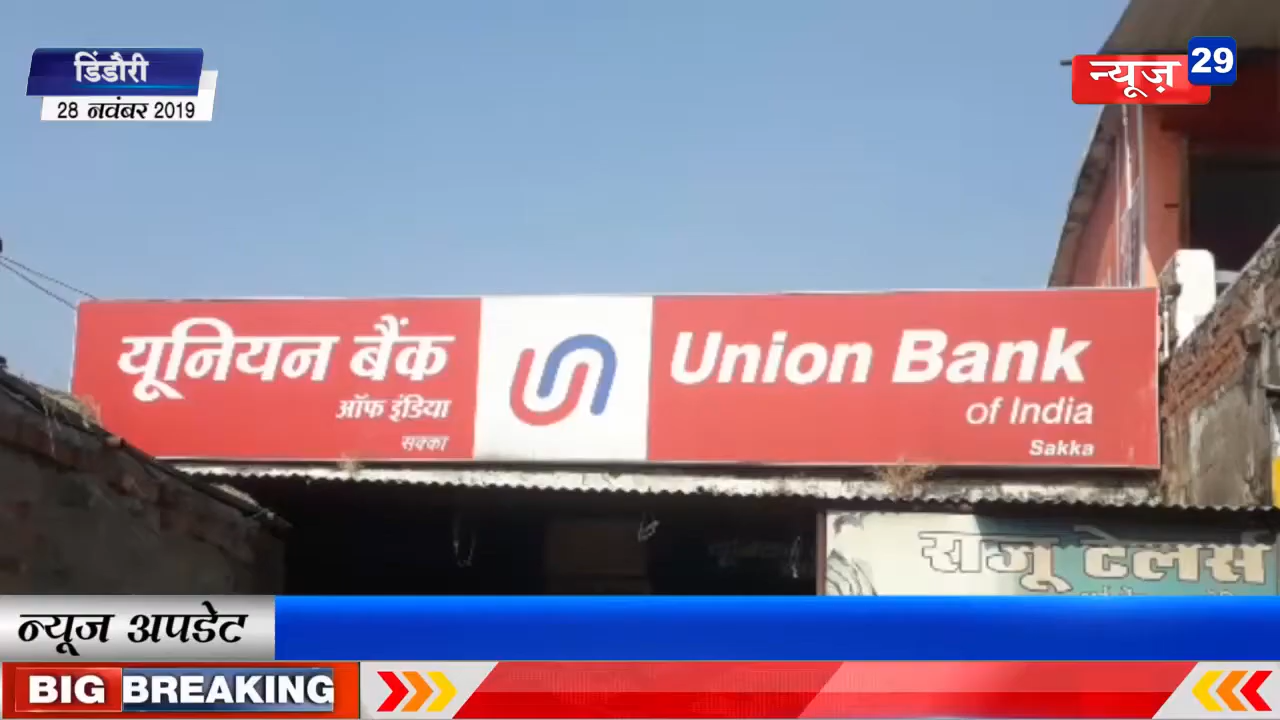 डिंडौरी
28 नवंबर 2019
न्यूज़ 29
यूनियन बैंक
ऑफ इंडिया
सक्का
Union Bank
of India
Sakka
राजू टेलर्स
न्यूज अपडेट
BIG BREAKING